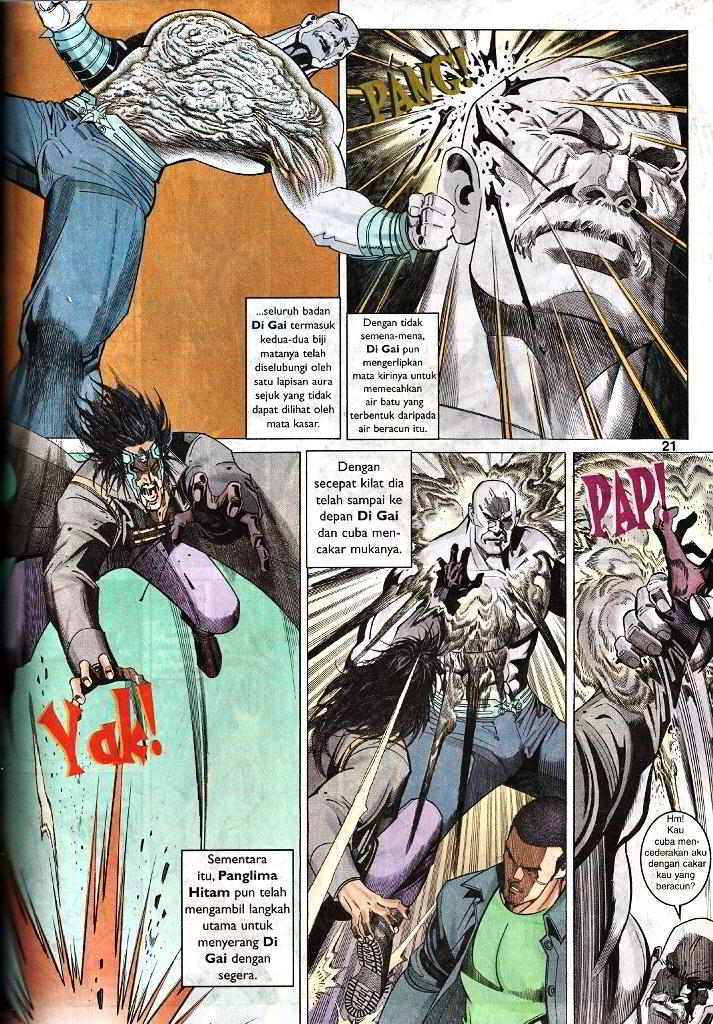 PANG!
...seluruh badan
Di Gai termasuk
kedua-dua biji
matanya telah
diselubungi oleh
satu lapisan aura
sejuk yang tidak
dapat dilihat oleh
mata kasar.
Dengan tidak
semena-mena,
Di Gai pun
mengerlipkan
mata kirinya untuk
memecahkan
air batu yang
terbentuk daripada
air beracun itu.
21
Yak!
Sementara
itu, Panglima
Hitam pun telah
mengambil langkah
utama untuk
menyerang Di
Gai dengan
segera.
Dengan
secepat kilat dia
telah sampai ke
depan Di Gai
dan cuba men-
cakar mukanya.
PAP!
Hm!
Kau
cuba men-
cederakan aku
dengan cakar
kau yang
beracun?